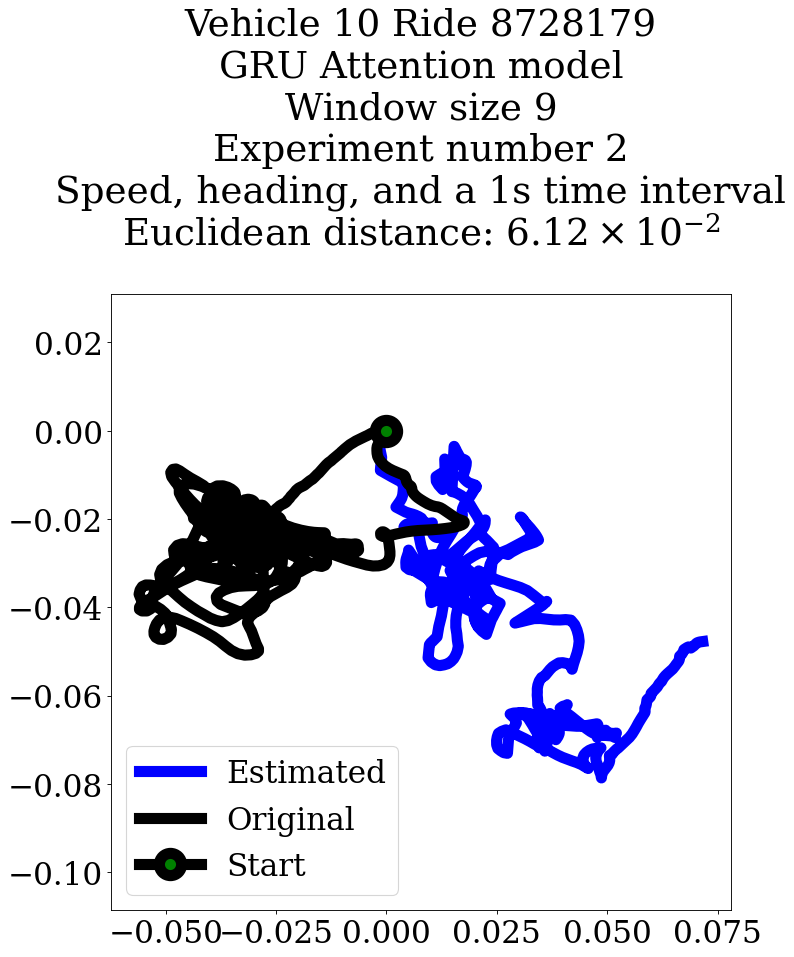 Vehicle 10 Ride 8728179
GRU Attention model
Window size 9
Experiment number 2
Speed, heading, and a 1s time interval
Euclidean distance: 6.12 × 10⁻²
0.02
0.00
−0.02
−0.04
−0.06
−0.08
−0.10
Estimated
Original
Start
−0.050 −0.025 0.000 0.025 0.050 0.075